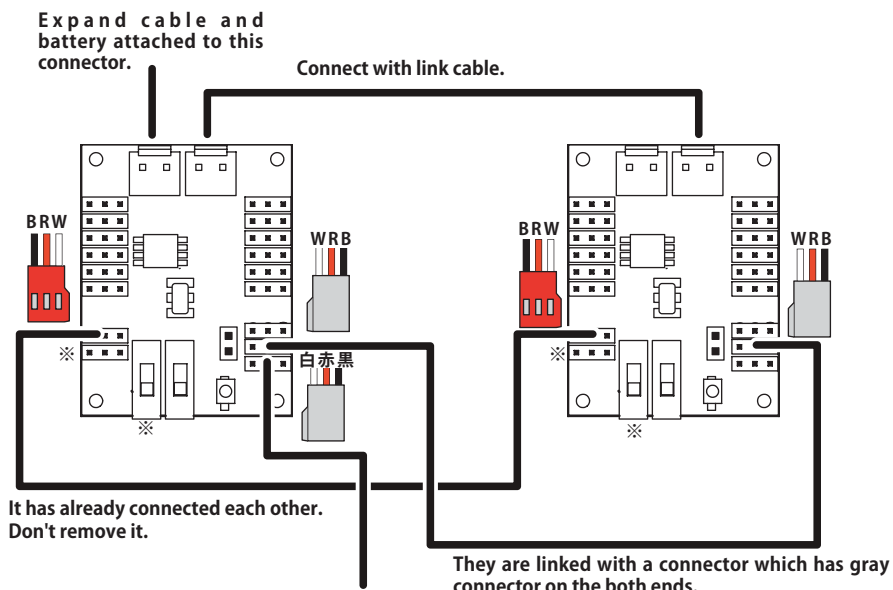 Expand cable and
battery attached to this
connector.
Connect with link cable.
BRW
WRB
BRW
WRB
※
※
白赤黒
※
※
It has already connected each other.
Don't remove it.
They are linked with a connector which has gray
connector on the both ends.